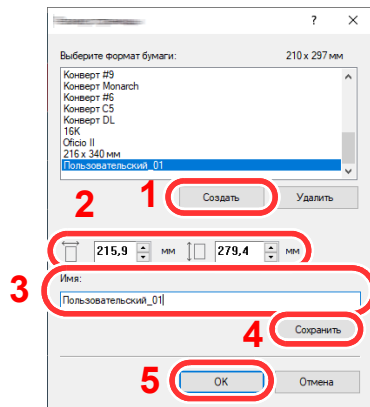 ?
Выберите формат бумаги: 210 x 297 мм
Конверт #9
Конверт Monarch
Конверт #6
Конверт C5
Конверт DL
16K
Oficio II
216 x 340 мм
Пользовательский_01
1 Создать Удалить
2
215,9 мм 279,4 мм
3 Имя:
Пользовательский_01
4 Сохранить
5 OK Отмена